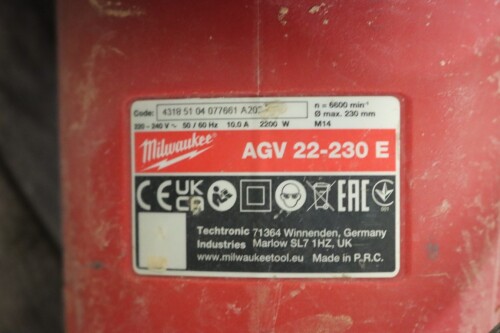 Code: 4318 51 04 077661 A20
n = 6600 min⁻¹
Ø max. 230 mm
220 - 240 V ~ 50 / 60 Hz 10.0 A 2200 W M14
Milwaukee
AGV 22-230 E
CE UK CA EAC
Techtronic 71364 Winnenden, Germany
Industries Marlow SL7 1HZ, UK
www.milwaukeetool.eu Made in P.R.C.